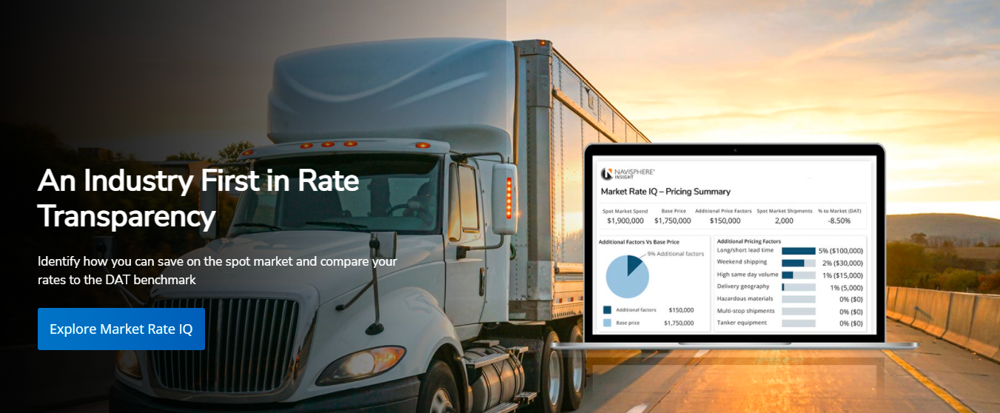 An Industry First in Rate
Transparency
Identify how you can save on the spot market and compare your
rates to the DAT benchmark
Explore Market Rate IQ
NAVISPHERE®
INSIGHT
Market Rate IQ – Pricing Summary
Spot Market Spend Base Price Additional Price Factors Spot Market Shipments % to Market (DAT)
$1,900,000 $1,750,000 $150,000 2,000 -8.50%
Additional Factors Vs Base Price
9% Additional factors
Additional factors $150,000
Base price $1,750,000
Additional Pricing Factors
Long/short lead time 5% ($100,000)
Weekend shipping 2% ($30,000)
High same day volume 1% ($15,000)
Delivery geography 1% (5,000)
Hazardous materials 0% ($0)
Multi-stop shipments 0% ($0)
Tanker equipment 0% ($0)